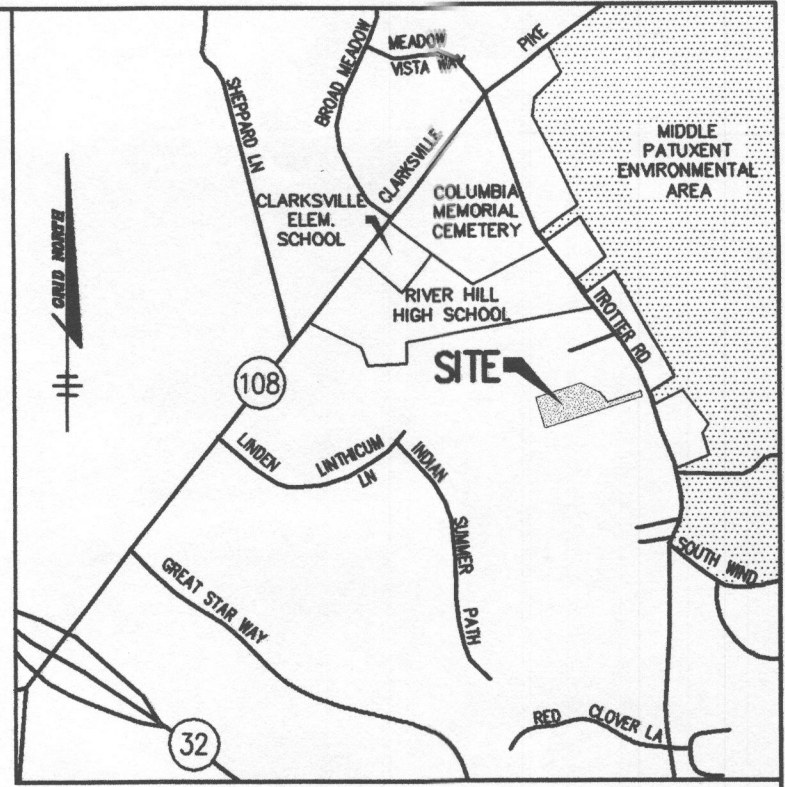 MEADOW
VISTA WAY
PIKE
BROAD MEADOW
SHEPPARD LN
CLARKSVILLE
MIDDLE
PATUXENT
ENVIRONMENTAL
AREA
CLARKSVILLE
ELEM.
SCHOOL
COLUMBIA
MEMORIAL
CEMETERY
GRID NORTH
RIVER HILL
HIGH SCHOOL
TROTTER RD
SITE
108
LINDEN
LINTHICUM
LN
INDIAN
SUMMER
PATH
SOUTH WIND
GREAT STAR WAY
RED CLOVER LA
32